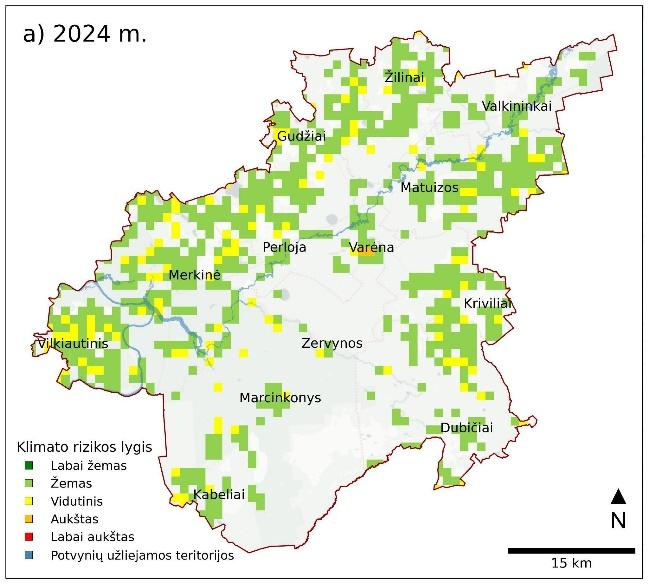 a) 2024 m.
Žilinai
Valkininkai
Gudžiai
Matuizos
Perloja
Varėna
Merkinė
Kriviliai
Vilkiautinis
Zervynos
Marcinkonys
Dubičiai
Kabeliai
Klimato rizikos lygis
Labai žemas
Žemas
Vidutinis
Aukštas
Labai aukštas
Potvynių užliejamos teritorijos
N
15 km